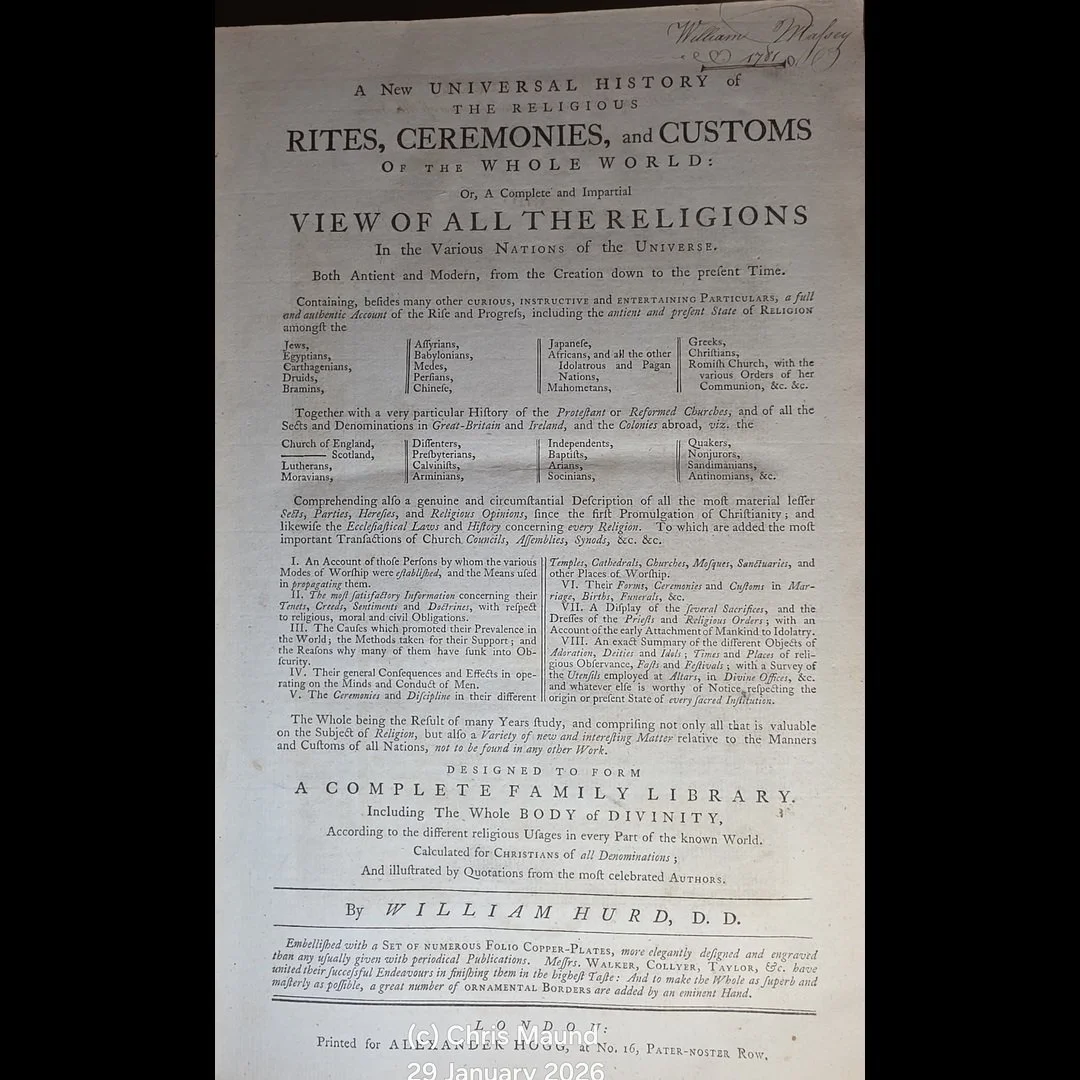 William Massey
1781
A New UNIVERSAL HISTORY of
THE RELIGIOUS
RITES, CEREMONIES, and CUSTOMS
OF THE WHOLE WORLD:
Or, A Complete and Impartial
VIEW OF ALL THE RELIGIONS
In the Various NATIONS of the UNIVERSE.
Both Antient and Modern, from the Creation down to the preſent Time.
Containing, beſides many other CURIOUS, INSTRUCTIVE and ENTERTAINING PARTICULARS, a full
and authentic Account of the Riſe and Progreſs, including the antient and preſent State of RELIGION
amongſt the
Jews,
Egyptians,
Carthagenians,
Druids,
Bramins,
Aſſyrians,
Babylonians,
Medes,
Perſians,
Chineſe,
Japaneſe,
Africans, and all the other
Idolatrous and Pagan
Nations,
Mahometans,
Greeks,
Chriſtians,
Romiſh Church, with the
various Orders of her
Communion, &c. &c.
Together with a very particular Hiſtory of the Proteſtant or Reformed Churches, and of all the
Sects and Denominations in Great-Britain and Ireland, and the Colonies abroad, viz. the
Church of England,
——— Scotland,
Lutherans,
Moravians,
Diſſenters,
Preſbyterians,
Calviniſts,
Arminians,
Independents,
Baptiſts,
Arians,
Socinians,
Quakers,
Nonjurors,
Sandimanians,
Antinomians, &c.
Comprehending alſo a genuine and circumſtantial Deſcription of all the moſt material leſſer
Sects, Parties, Hereſies, and Religious Opinions, ſince the firſt Promulgation of Chriſtianity; and
likewiſe the Eccleſiaſtical Laws and Hiſtory concerning every Religion. To which are added the moſt
important Tranſactions of Church Councils, Aſſemblies, Synods, &c. &c.
I. An Account of thoſe Perſons by whom the various
Modes of Worſhip were eſtabliſhed, and the Means uſed
in propagating them.
II. The moſt ſatisfactory Information concerning their
Tenets, Creeds, Sentiments and Doctrines, with reſpect
to religious, moral and civil Obligations.
III. The Cauſes which promoted their Prevalence in
the World; the Methods taken for their Support; and
the Reaſons why many of them have ſunk into Ob-
ſcurity.
IV. Their general Conſequences and Effects in ope-
rating on the Minds and Conduct of Men.
V. The Ceremonies and Diſcipline in their different
Temples, Cathedrals, Churches, Moſques, Sanctuaries, and
other Places of Worſhip.
VI. Their Forms, Ceremonies and Cuſtoms in Mar-
riage, Births, Funerals, &c.
VII. A Diſplay of the ſeveral Sacrifices, and the
Dreſſes of the Prieſts and Religious Orders; with an
Account of the early Attachment of Mankind to Idolatry.
VIII. An exact Summary of the different Objects of
Adoration, Deities and Idols; Times and Places of reli-
gious Obſervance, Faſts and Feſtivals; with a Survey of
the Utenſils employed at Altars, in Divine Offices, &c.
and whatever elſe is worthy of Notice reſpecting the
origin or preſent State of every ſacred Inſtitution.
The Whole being the Reſult of many Years ſtudy, and compriſing not only all that is valuable
on the Subject of Religion, but alſo a Variety of new and intereſting Matter relative to the Manners
and Cuſtoms of all Nations, not to be found in any other Work.
DESIGNED TO FORM
A COMPLETE FAMILY LIBRARY.
Including The Whole BODY of DIVINITY,
According to the different religious Uſages in every Part of the known World.
Calculated for CHRISTIANS of all Denominations;
And illuſtrated by Quotations from the moſt celebrated AUTHORS.
By WILLIAM HURD, D. D.
Embelliſhed with a SET OF NUMEROUS FOLIO COPPER-PLATES, more elegantly deſigned and engraved
than any uſually given with periodical Publications. Meſſrs. WALKER, COLLYER, TAYLOR, &c. have
united their ſucceſsful Endeavours in finiſhing them in the higheſt Taſte: And to make the Whole as ſuperb and
maſterly as poſſible, a great number of ORNAMENTAL BORDERS are added by an eminent Hand.
LONDON:
Printed for ALEXANDER HOGG, at No. 16, PATER-NOSTER ROW.
(c) Chris Maund
29 January 2026